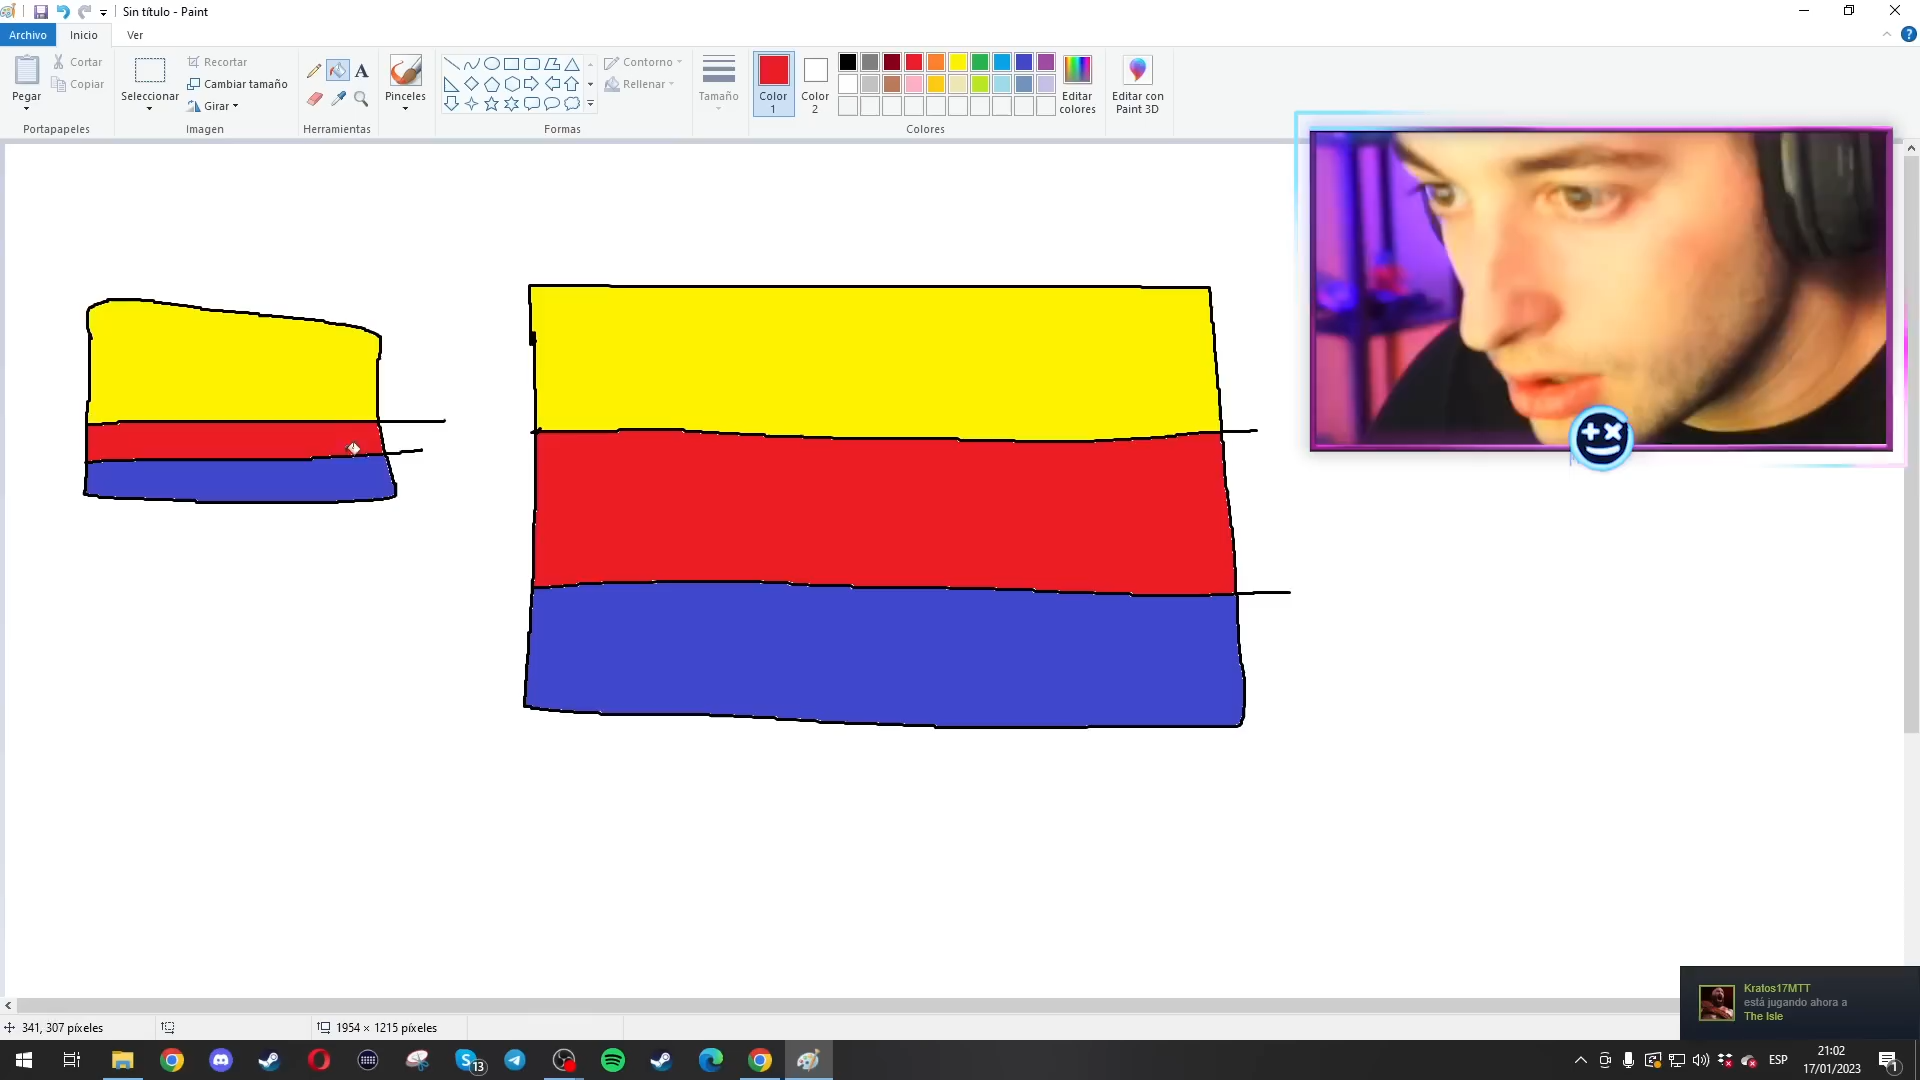 Sin título - Paint
Archivo Inicio Ver
Pegar
Cortar
Copiar
Portapapeles
Seleccionar
Recortar
Cambiar tamaño
Girar
Imagen
A
Herramientas
Pinceles
Contorno
Rellenar
Formas
Tamaño
Color
1
Color
2
Editar
colores
Colores
Editar con
Paint 3D
?
Kratos17MTT
está jugando ahora a
The Isle
341, 307 píxeles
1954 × 1215 píxeles
13
ESP
21:02
17/01/2023
1